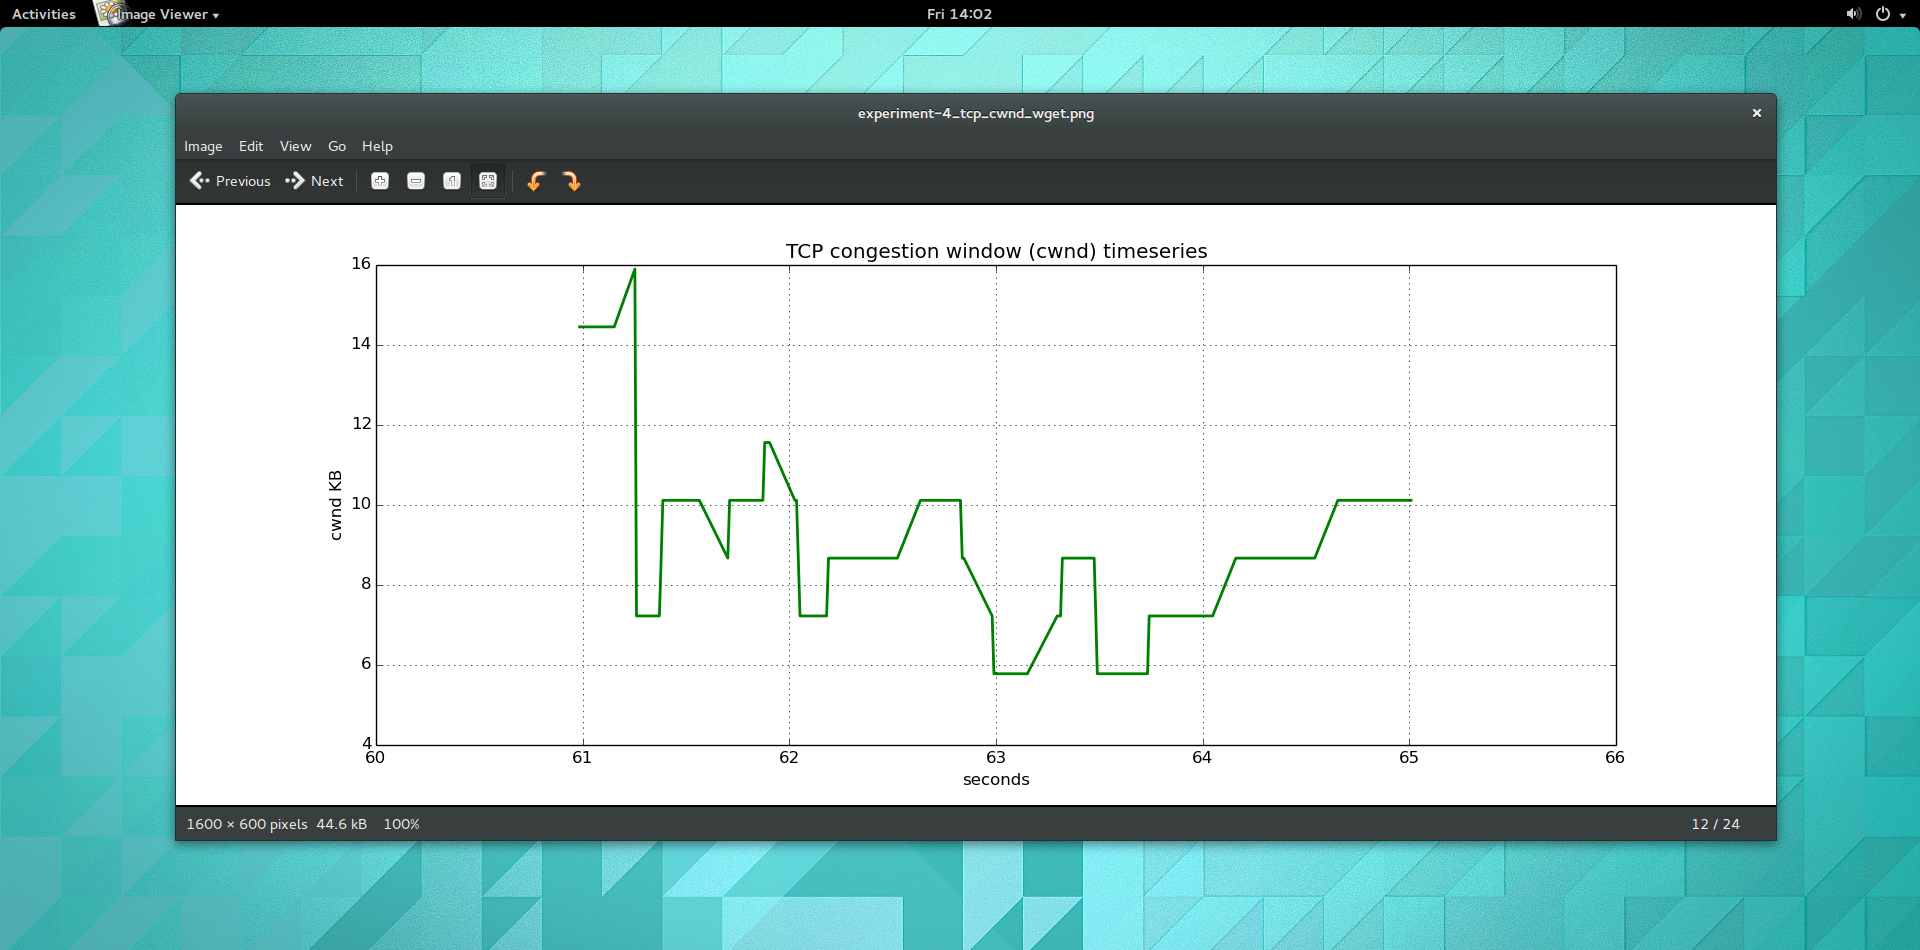 Activities Image Viewer Fri 14:02
experiment-4_tcp_cwnd_wget.png
Image Edit View Go Help
Previous Next
TCP congestion window (cwnd) timeseries
16
14
12
10
8
6
4
cwnd KB
60 61 62 63 64 65 66
seconds
1600 × 600 pixels 44.6 kB 100% 12 / 24